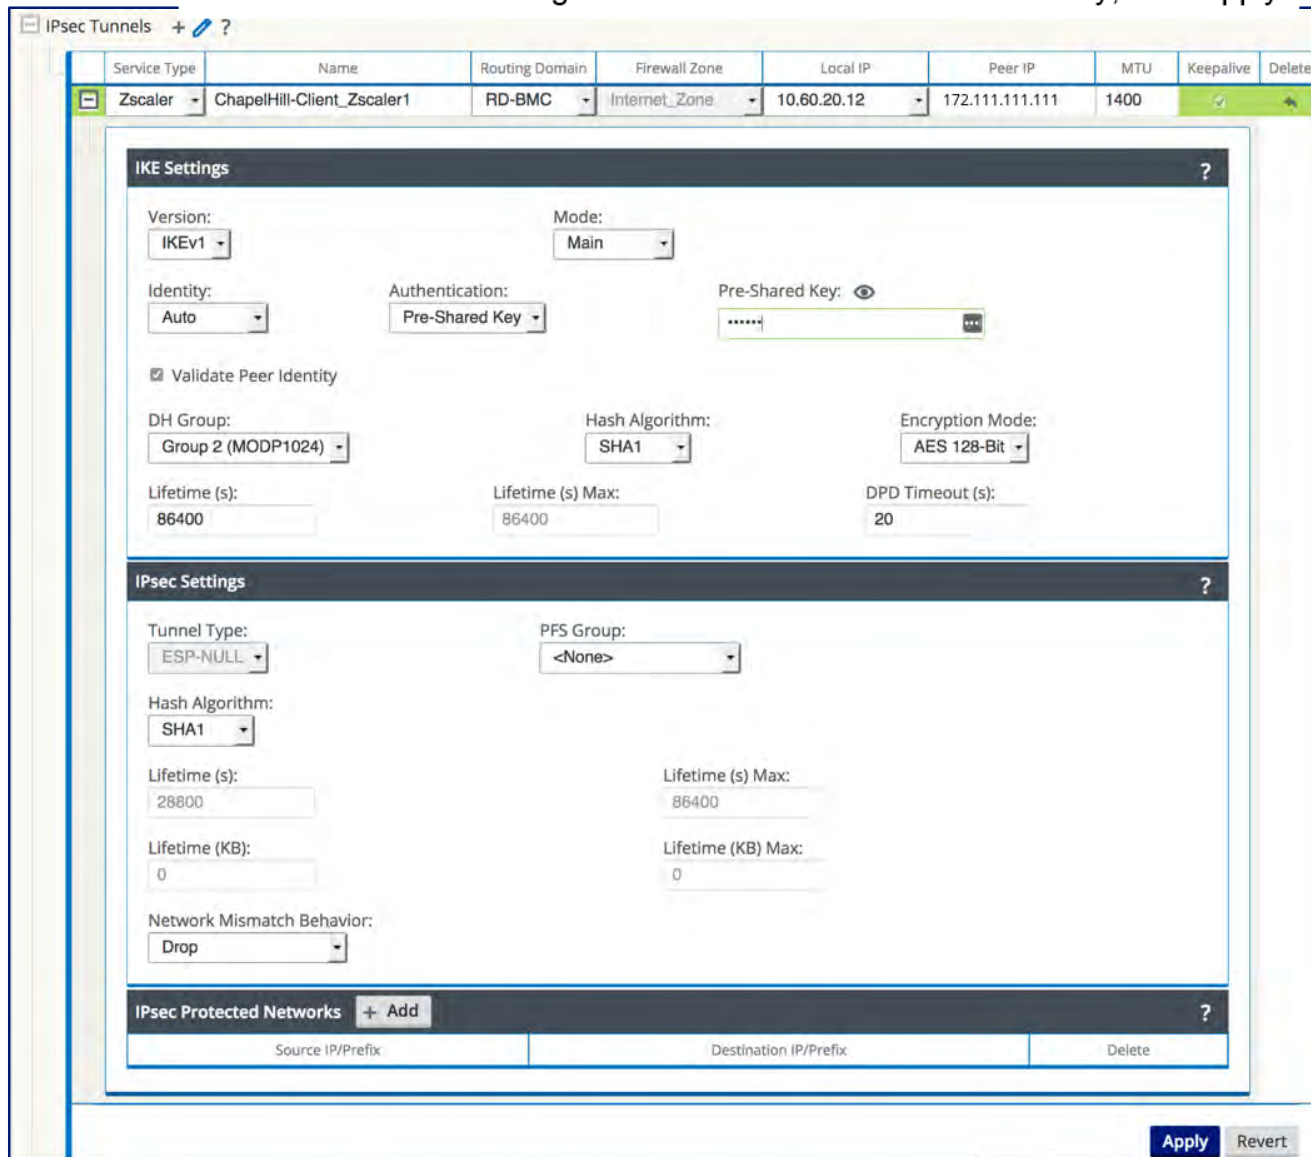 IPsec Tunnels + ?
Service Type Name Routing Domain Firewall Zone Local IP Peer IP MTU Keepalive Delete
Zscaler ChapelHill-Client_Zscaler1 RD-BMC Internet_Zone 10.60.20.12 172.111.111.111 1400
IKE Settings ?
Version: Mode:
IKEv1 Main
Identity: Authentication: Pre-Shared Key:
Auto Pre-Shared Key ••••••
Validate Peer Identity
DH Group: Hash Algorithm: Encryption Mode:
Group 2 (MODP1024) SHA1 AES 128-Bit
Lifetime (s): Lifetime (s) Max: DPD Timeout (s):
86400 86400 20
IPsec Settings ?
Tunnel Type: PFS Group:
ESP-NULL <None>
Hash Algorithm:
SHA1
Lifetime (s): Lifetime (s) Max:
28800 86400
Lifetime (KB): Lifetime (KB) Max:
0 0
Network Mismatch Behavior:
Drop
IPsec Protected Networks + Add ?
Source IP/Prefix Destination IP/Prefix Delete
Apply Revert